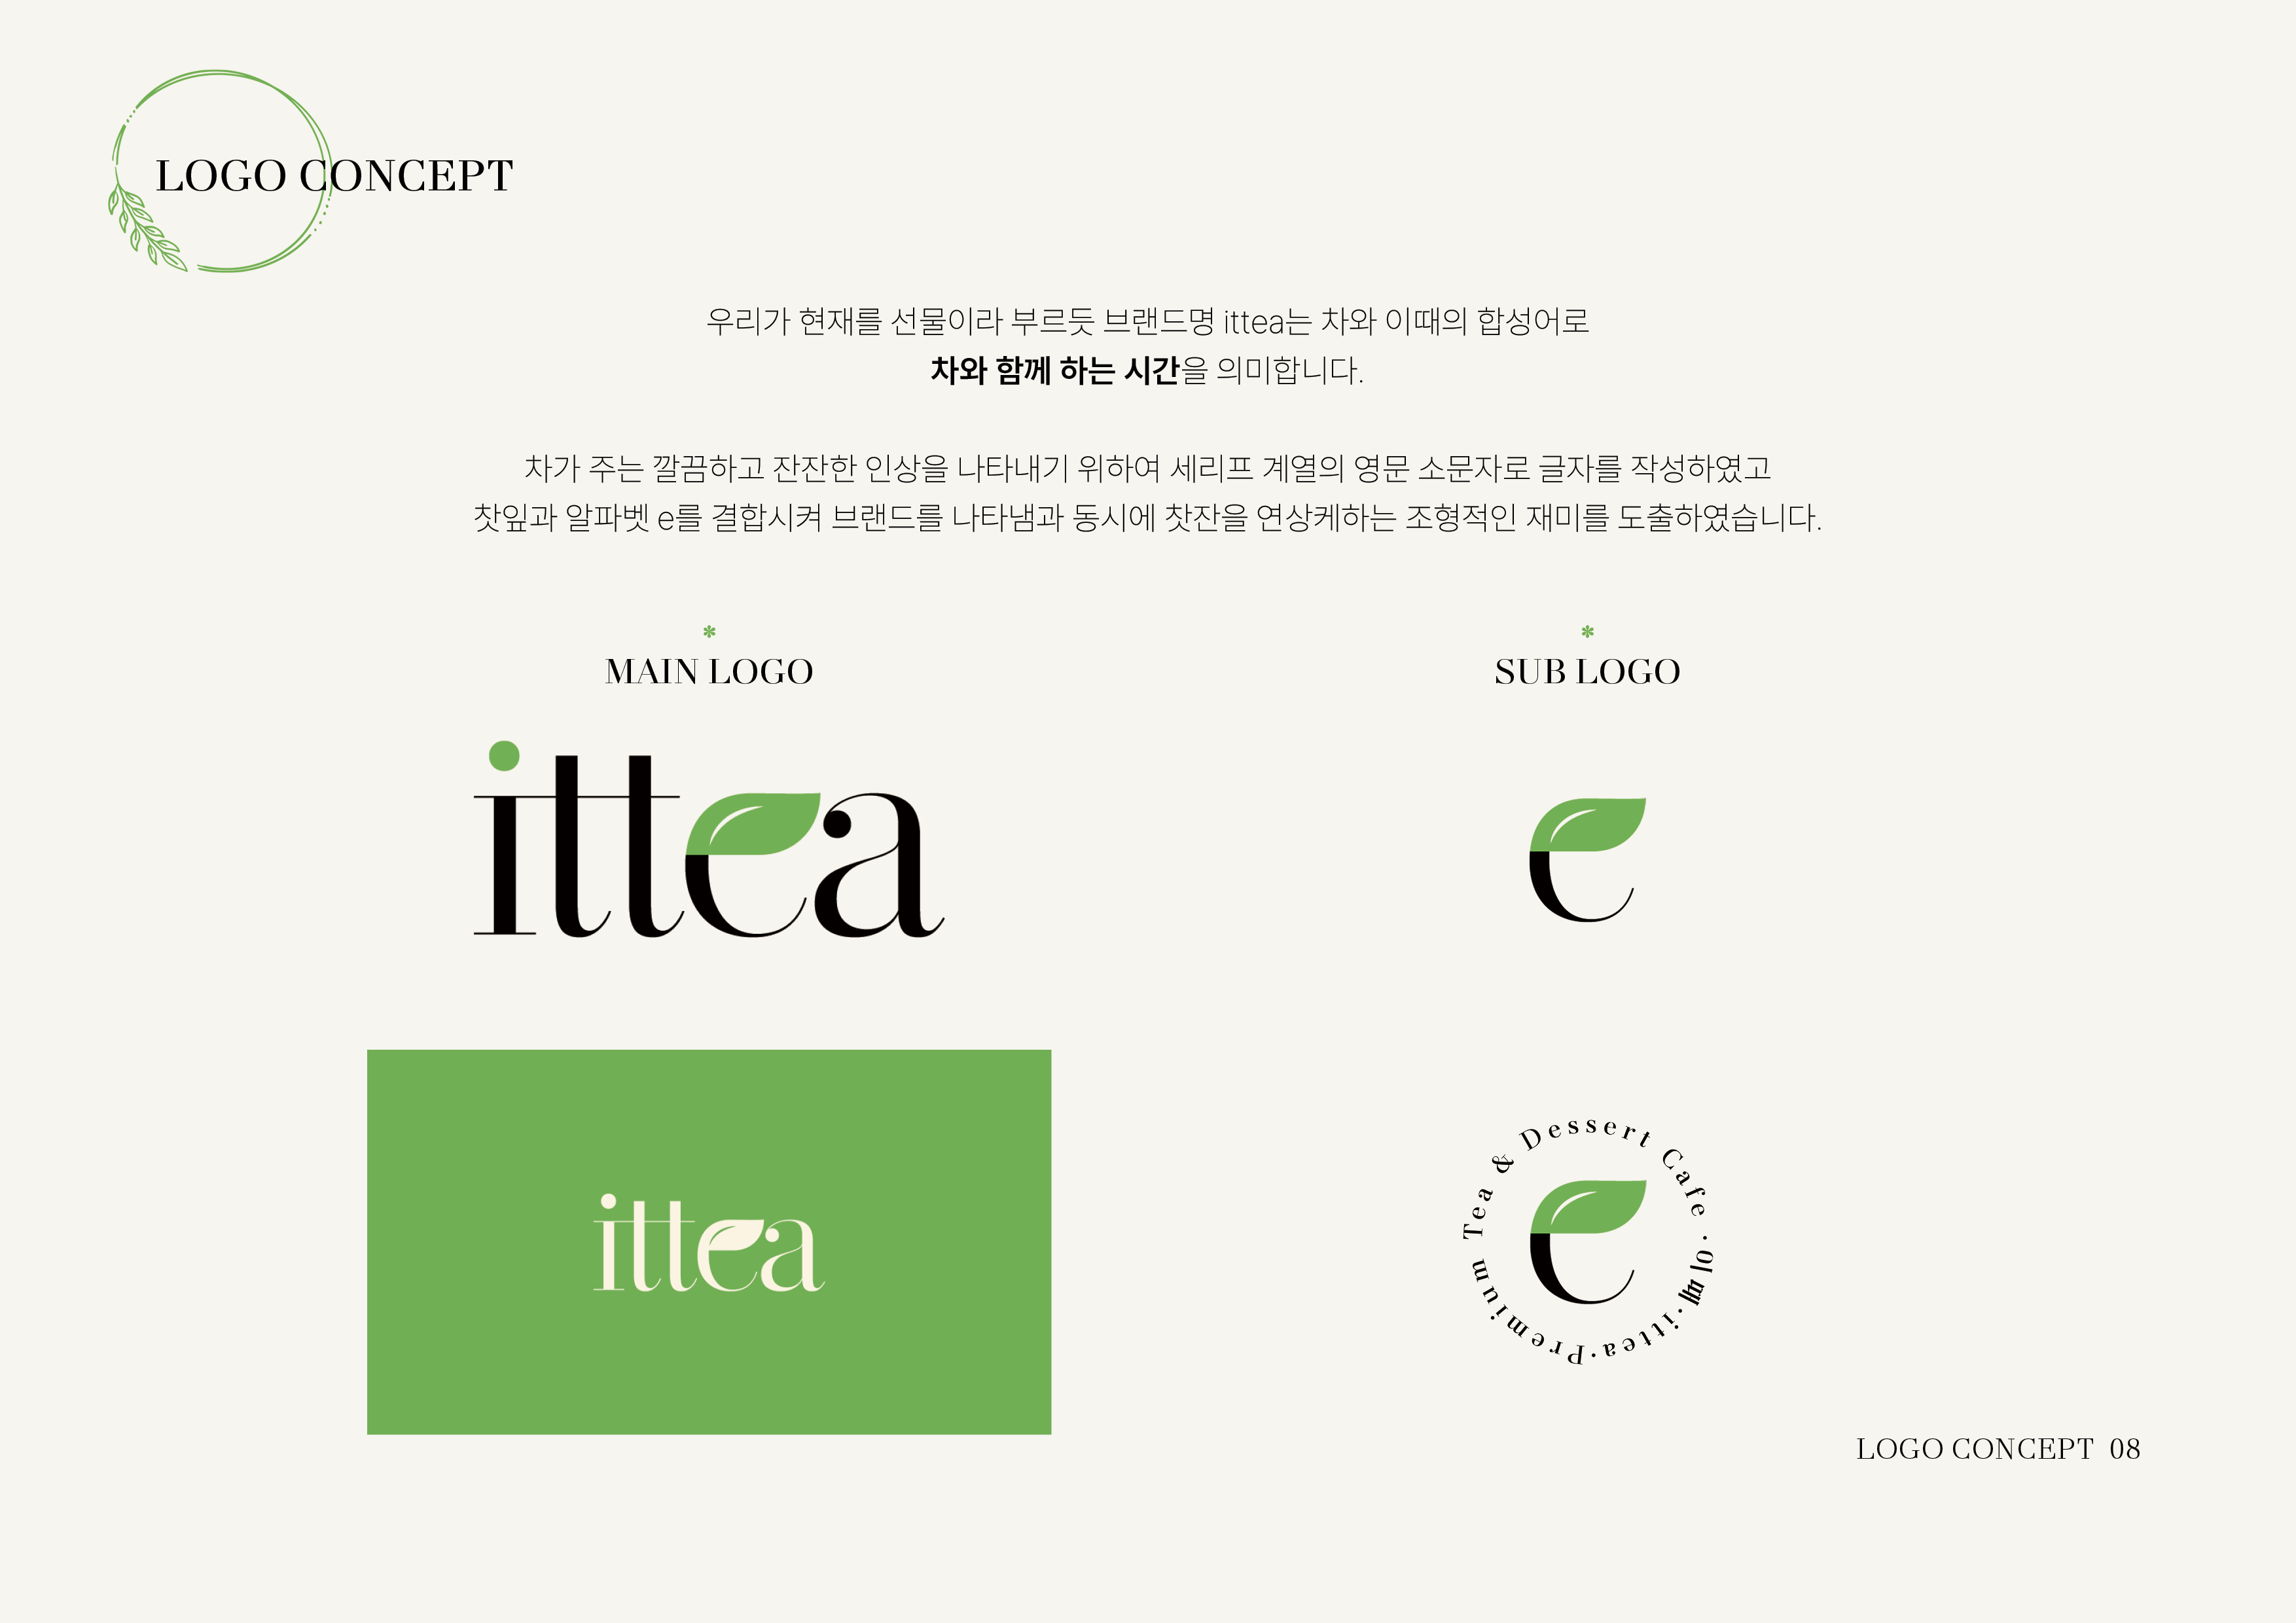 LOGO CONCEPT
우리가 현재를 선물이라 부르듯 브랜드명 ittea는 차와 이때의 합성어로
차와 함께 하는 시간을 의미합니다.
차가 주는 깔끔하고 잔잔한 인상을 나타내기 위하여 세리프 계열의 영문 소문자로 글자를 작성하였고
찻잎과 알파벳 e를 결합시켜 브랜드를 나타냄과 동시에 찻잔을 연상케하는 조형적인 재미를 도출하였습니다.
MAIN LOGO
SUB LOGO
ittea
e
ittea
Premium Tea & Dessert Cafe · 이때·ittea·
e
LOGO CONCEPT 08